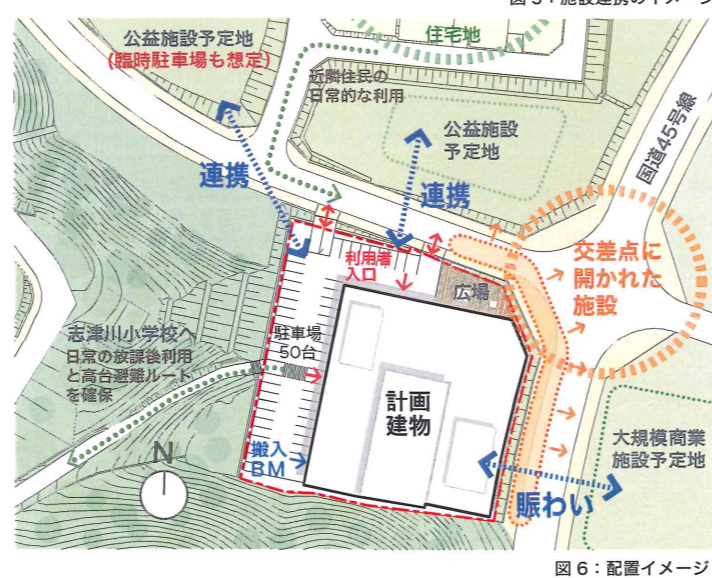 図5：施設連携のイメージ
公益施設予定地
(臨時駐車場も想定)
住宅地
近隣住民の
日常的な利用
公益施設
予定地
国道45号線
連携
連携
利用者
入口
広場
交差点に
開かれた
施設
志津川小学校へ
日常の放課後利用
と高台避難ルート
を確保
駐車場
50台
計画
建物
大規模商業
施設予定地
搬入
BM
N
賑わい
図6：配置イメージ